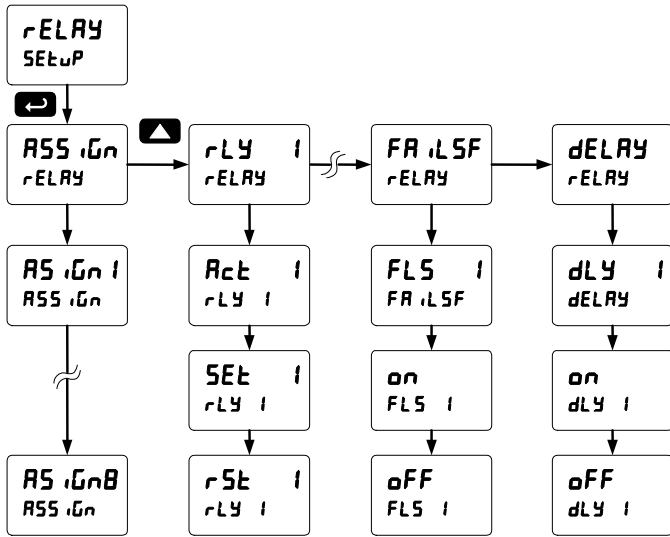 rELAY
SEtuP
ASSiGn
rELAY
rLY 1
rELAY
FAiLSF
rELAY
dELAY
rELAY
ASiGn1
ASSiGn
Act 1
rLY 1
FLS 1
FAiLSF
dLY 1
dELAY
SEt 1
rLY 1
on
FLS 1
on
dLY 1
ASiGn8
ASSiGn
rSt 1
rLY 1
oFF
FLS 1
oFF
dLY 1